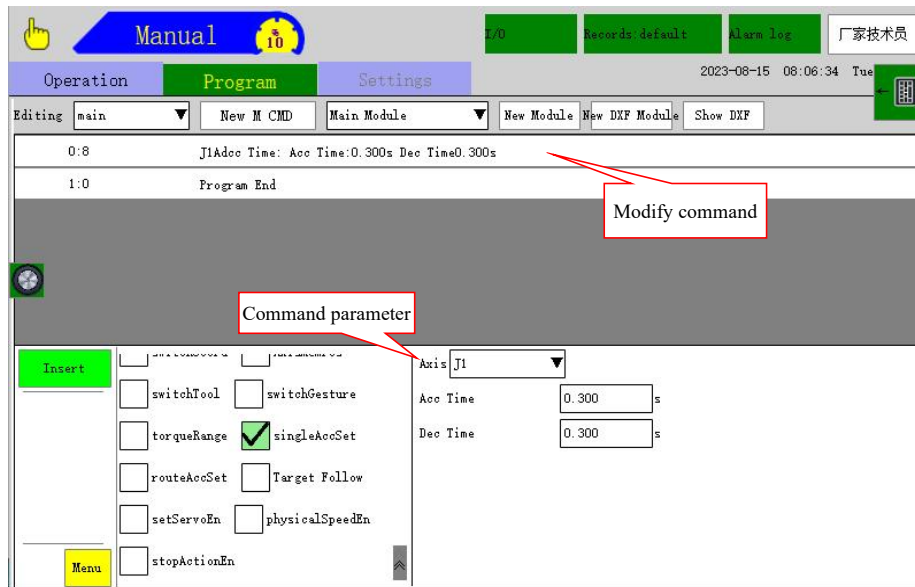 Manual
%
10
I/O
Records:default
Alarm log
厂家技术员
Operation
Program
Settings
2023-08-15 08:06:34 Tue
Editing main
New M CMD
Main Module
New Module
New DXF Module
Show DXF
0:8 J1Adcc Time: Acc Time:0.300s Dec Time0.300s
1:0 Program End
Modify command
Command parameter
Insert
Axis J1
switchTool switchGesture
Acc Time 0.300 s
torqueRange singleAccSet
Dec Time 0.300 s
routeAccSet Target Follow
setServoEn physicalSpeedEn
stopActionEn
Menu